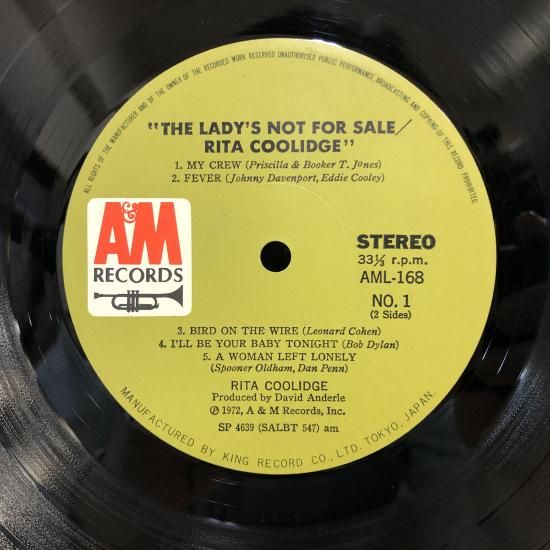 ALL RIGHTS OF THE MANUFACTURER AND OF THE OWNER OF THE RECORDED WORK RESERVED UNAUTHORISED PUBLIC PERFORMANCE, BROADCASTING AND COPYING OF THIS RECORD PROHIBITED.
"THE LADY'S NOT FOR SALE/
RITA COOLIDGE"
1. MY CREW (Priscilla & Booker T. Jones)
2. FEVER (Johnny Davenport, Eddie Cooley)
A&M
RECORDS
STEREO
33⅓ r.p.m.
AML-168
NO. 1
(2 Sides)
3. BIRD ON THE WIRE (Leonard Cohen)
4. I'LL BE YOUR BABY TONIGHT (Bob Dylan)
5. A WOMAN LEFT LONELY
(Spooner Oldham, Dan Penn)
RITA COOLIDGE
Produced by David Anderle
℗ 1972, A & M Records, Inc.
SP 4639 (SALBT 547) am
MANUFACTURED BY KING RECORD CO., LTD. TOKYO, JAPAN.